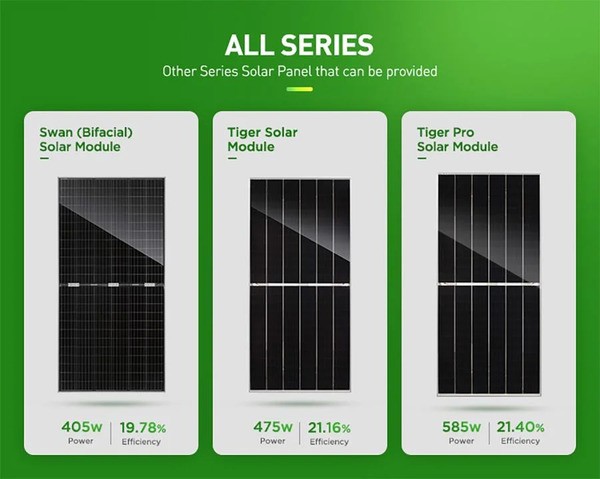 ALL SERIES
Other Series Solar Panel that can be provided
Swan (Bifacial)
Solar Module
405W
Power
19.78%
Efficiency
Tiger Solar
Module
475W
Power
21.16%
Efficiency
Tiger Pro
Solar Module
585W
Power
21.40%
Efficiency